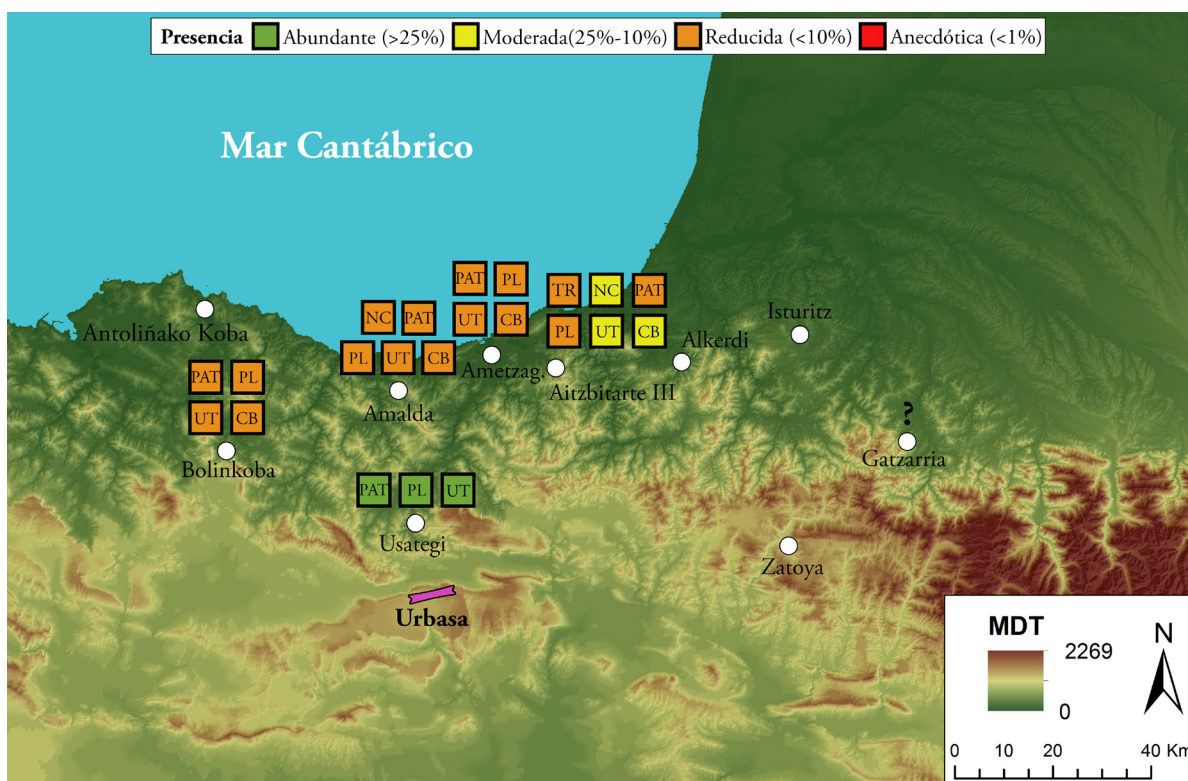 Presencia Abundante (>25%) Moderada(25%-10%) Reducida (<10%) Anecdótica (<1%)
Mar Cantábrico
PAT PL
UT CB
Ametzag.
TR NC PAT
PL UT CB
Aitzbitarte III
NC PAT
PL UT CB
Amalda
Antoliñako Koba
Isturitz
Alkerdi
PAT PL
UT CB
Bolinkoba
?
Gatzarria
PAT PL UT
Usategi
Zatoya
Urbasa
MDT
2269
0
N
0 10 20 40 Km